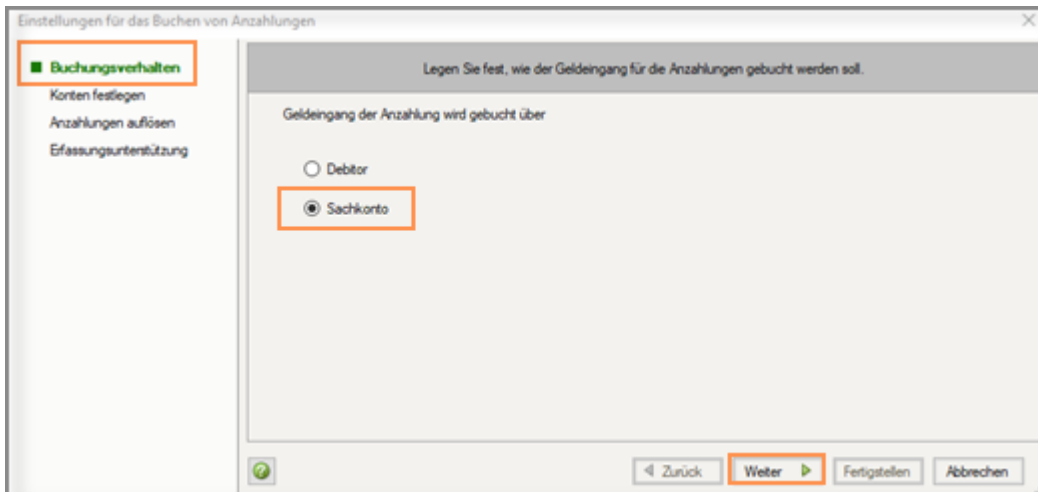 Einstellungen für das Buchen von Anzahlungen
Buchungsverhalten
Konten festlegen
Anzahlungen auflösen
Erfassungsunterstützung
Legen Sie fest, wie der Geldeingang für die Anzahlungen gebucht werden soll.
Geldeingang der Anzahlung wird gebucht über
Debitor
Sachkonto
Zurück
Weiter
Fertigstellen
Abbrechen